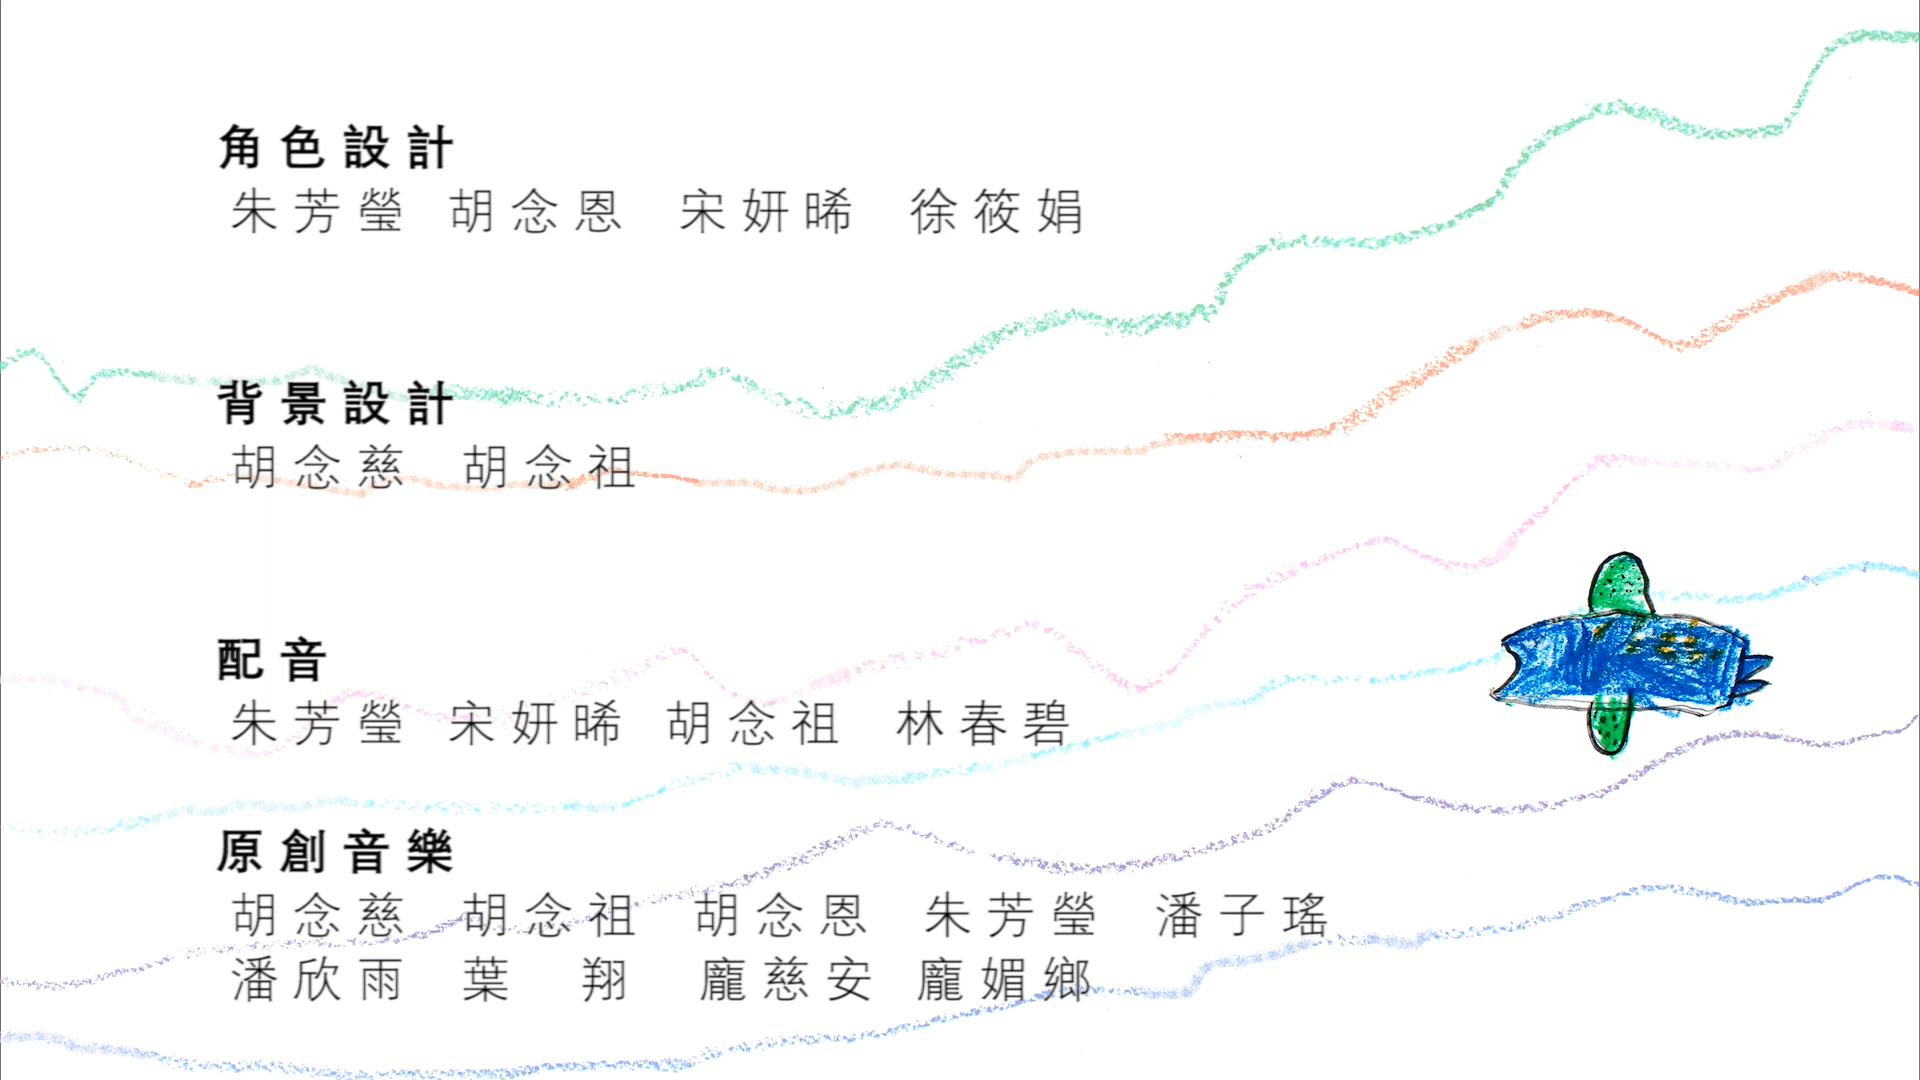 角色設計
朱芳瑩 胡念恩 宋妍晞 徐筱娟
背景設計
胡念慈 胡念祖
配音
朱芳瑩 宋妍晞 胡念祖 林春碧
原創音樂
胡念慈 胡念祖 胡念恩 朱芳瑩 潘子瑤
潘欣雨 葉 翔 龐慈安 龐媚鄉